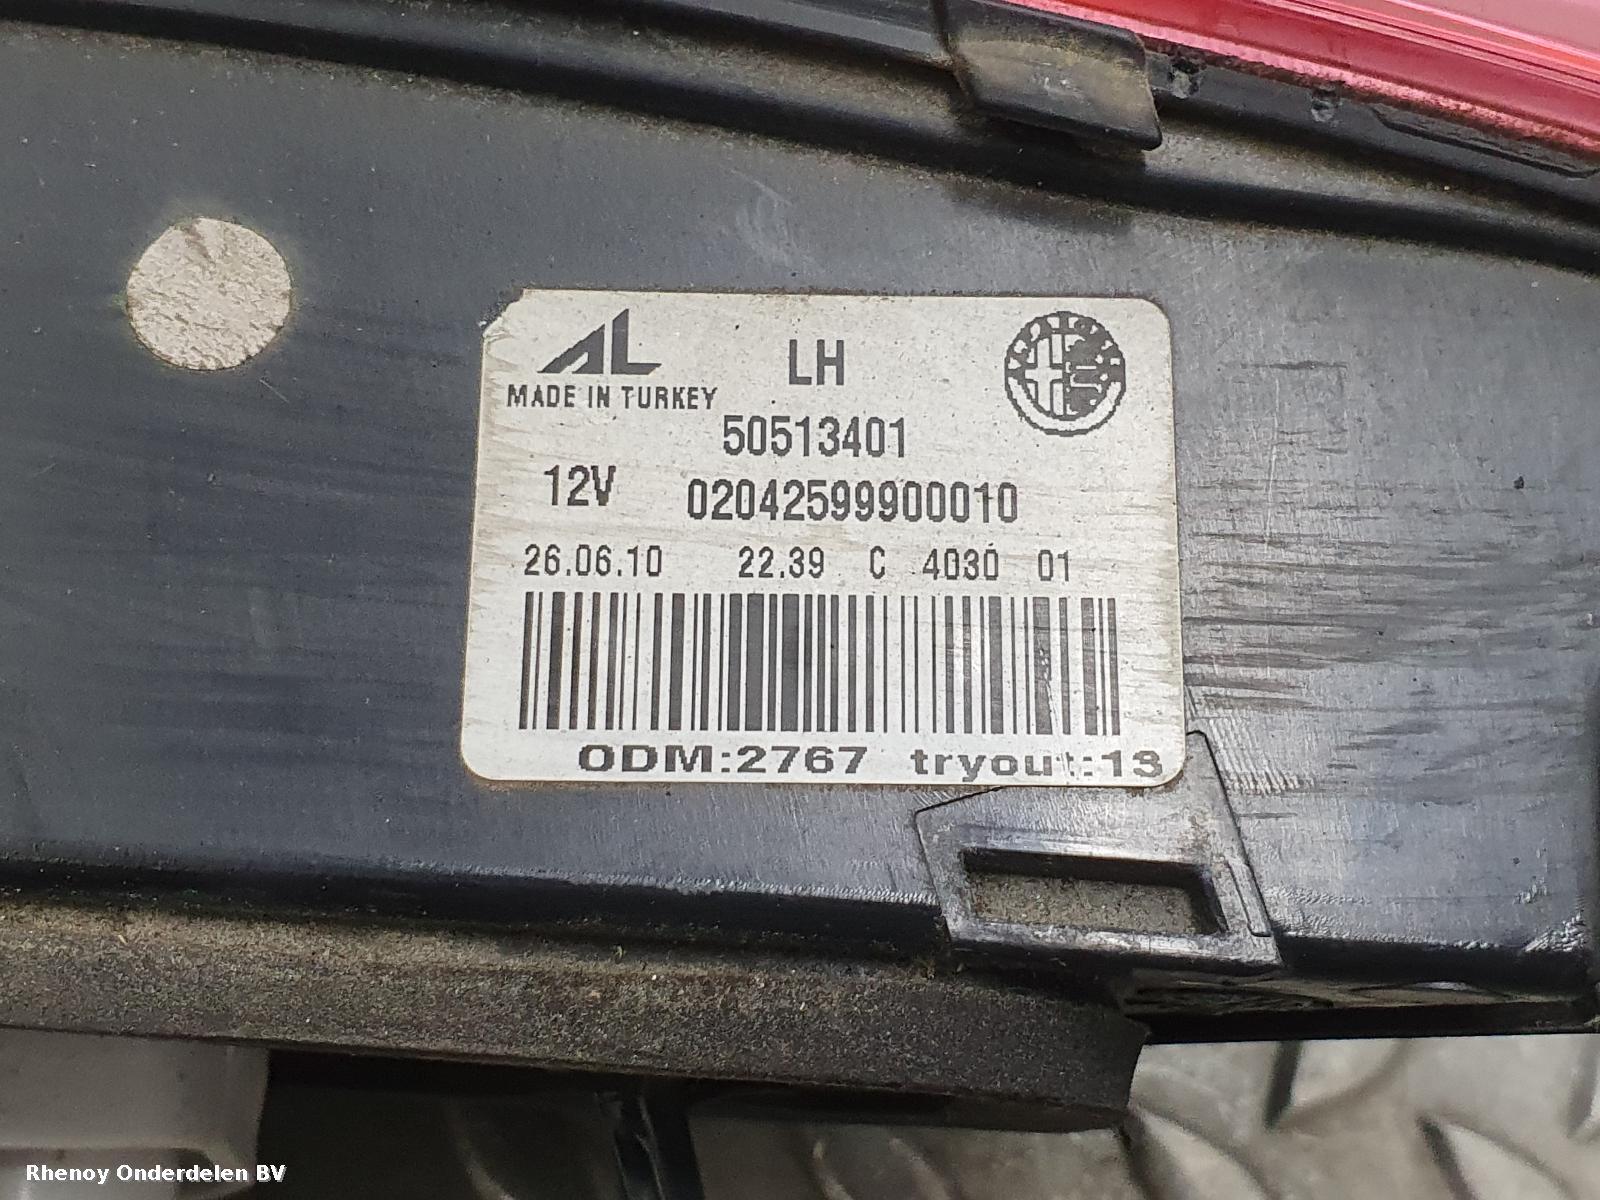 AL LH
MADE IN TURKEY
50513401
12V 02042599900010
26.06.10 22.39 C 4030 01
ODM:2767 tryout:13
Rhenoy Onderdelen BV